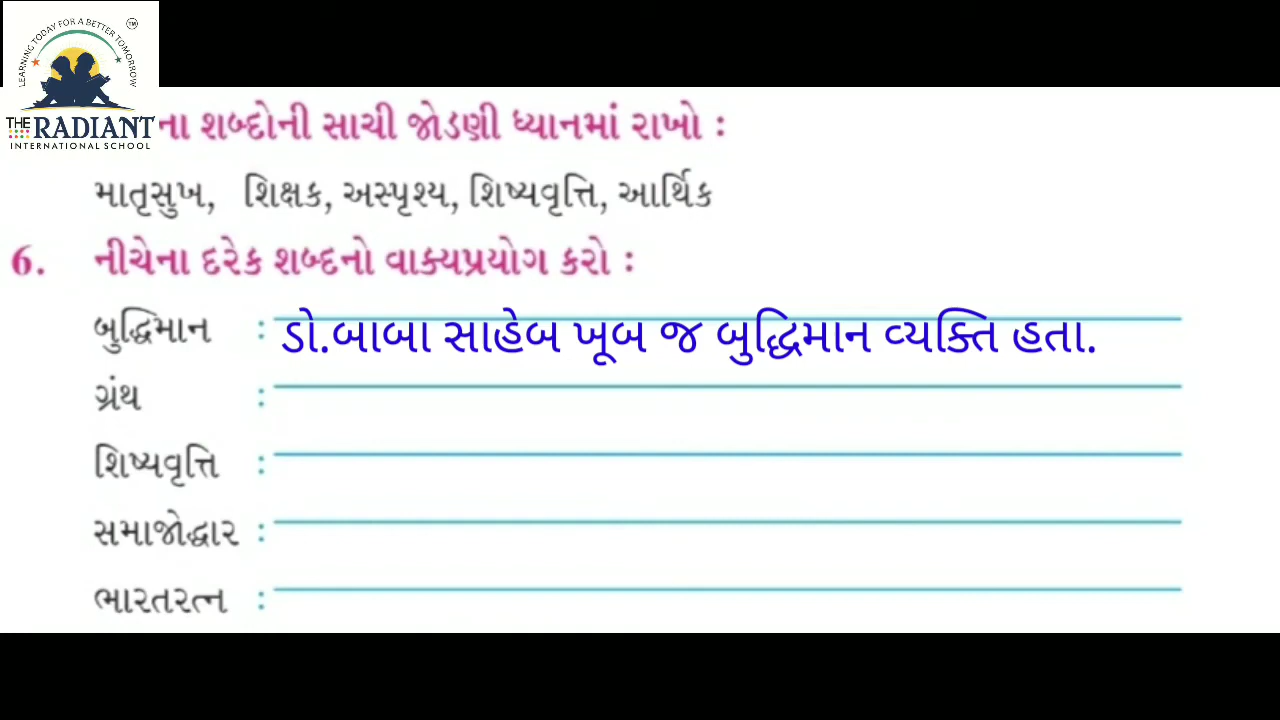 LEARNING TODAY FOR A BETTER TOMORROW
TM
THE RADIANT
INTERNATIONAL SCHOOL
ના શબ્દોની સાચી જોડણી ધ્યાનમાં રાખો :
માતૃસુખ, શિક્ષક, અસ્પૃશ્ય, શિષ્યવૃત્તિ, આર્થિક
6. નીચેના દરેક શબ્દનો વાક્યપ્રયોગ કરો :
બુદ્ધિમાન : ડો.બાબા સાહેબ ખૂબ જ બુદ્ધિમાન વ્યક્તિ હતા.
ગ્રંથ :
શિષ્યવૃત્તિ :
સમાજોદ્ધાર :
ભારતરત્ન :